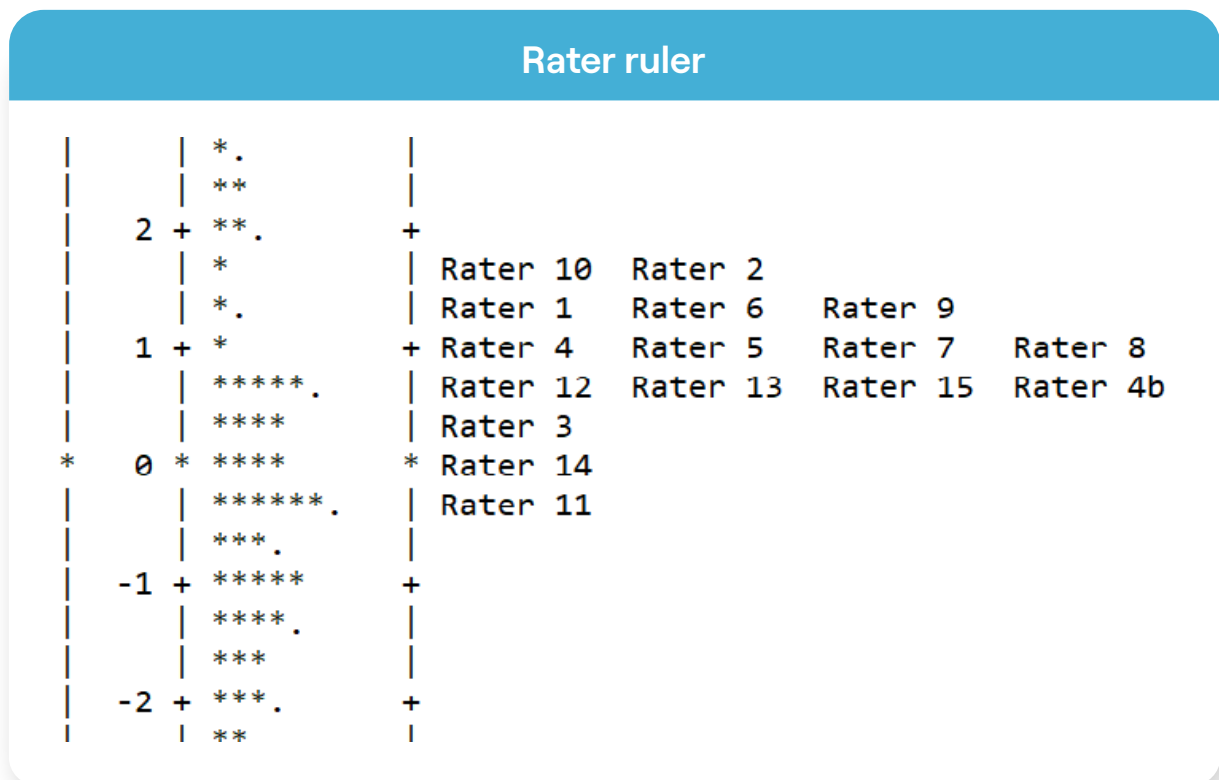 Rater ruler
|      | *.        |
|      | **        |
|    2 + **.       +
|      | *         | Rater 10  Rater 2
|      | *.        | Rater 1   Rater 6   Rater 9
|    1 + *         + Rater 4   Rater 5   Rater 7   Rater 8
|      | *****.    | Rater 12  Rater 13  Rater 15  Rater 4b
|      | ****      | Rater 3
*    0 * ****      * Rater 14
|      | ******.   | Rater 11
|      | ***.      |
|   -1 + *****     +
|      | ****.     |
|      | ***       |
|   -2 + ***.      +
|      | **        |